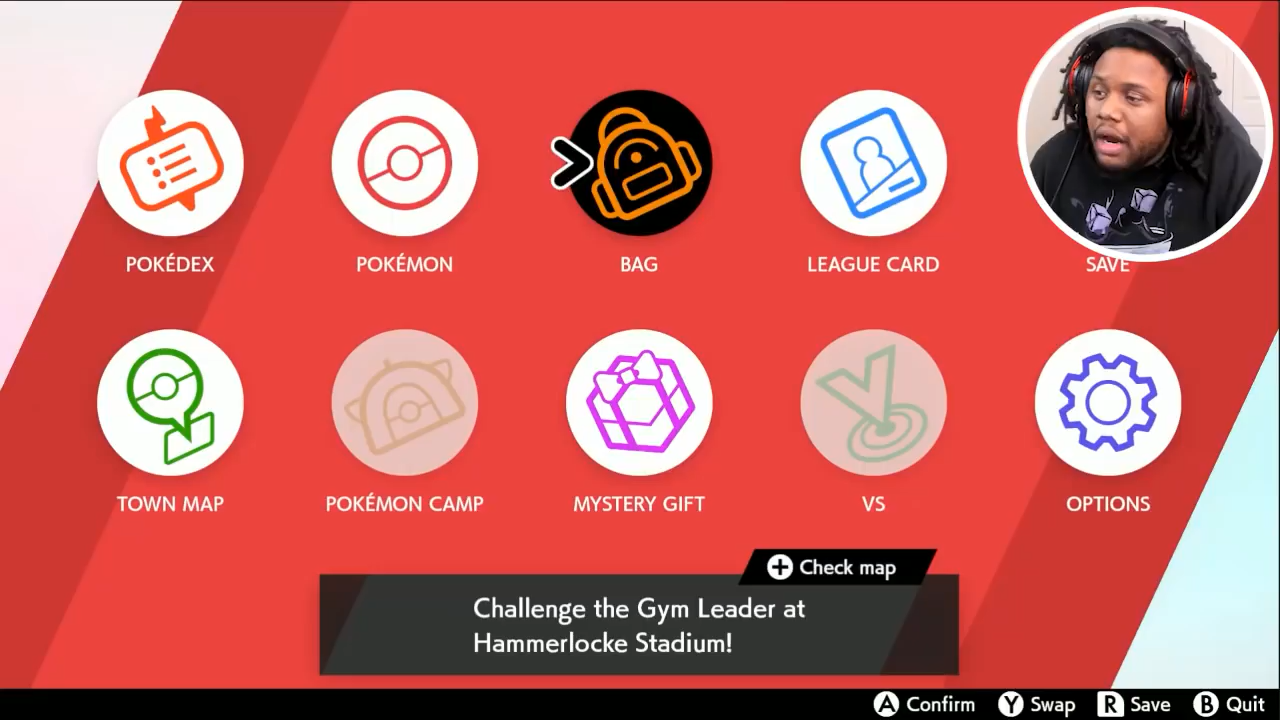 POKÉDEX
POKÉMON
BAG
LEAGUE CARD
SAVE
TOWN MAP
POKÉMON CAMP
MYSTERY GIFT
VS
OPTIONS
+ Check map
Challenge the Gym Leader at
Hammerlocke Stadium!
A Confirm Y Swap R Save B Quit